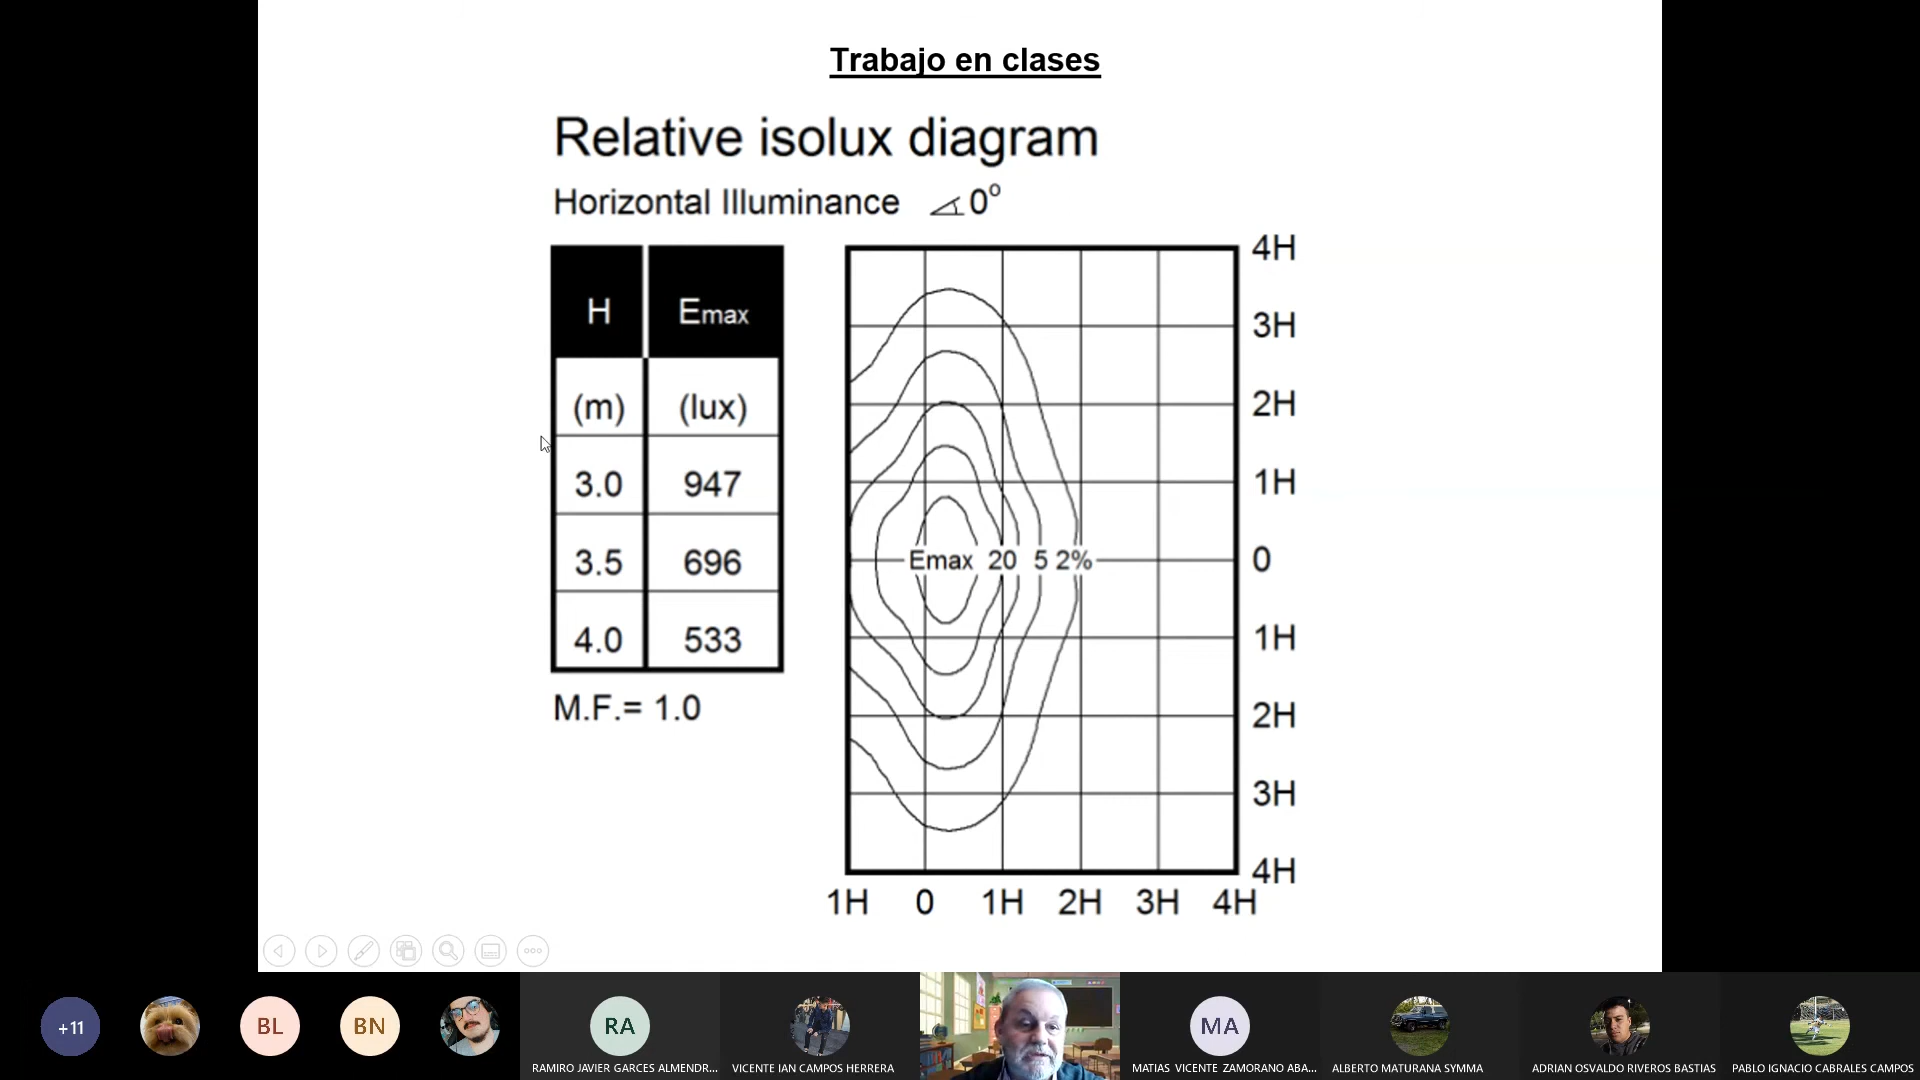 Trabajo en clases
Relative isolux diagram
Horizontal Illuminance 0°
H Emax
(m) (lux)
3.0 947
3.5 696
4.0 533
M.F.= 1.0
4H
3H
2H
1H
Emax 20 5 2% 0
1H
2H
3H
4H
1H 0 1H 2H 3H 4H
+11 BL BN RA MA
RAMIRO JAVIER GARCES ALMENDR... VICENTE IAN CAMPOS HERRERA MATIAS VICENTE ZAMORANO ABA... ALBERTO MATURANA SYMMA ADRIAN OSVALDO RIVEROS BASTIAS PABLO IGNACIO CABRALES CAMPOS